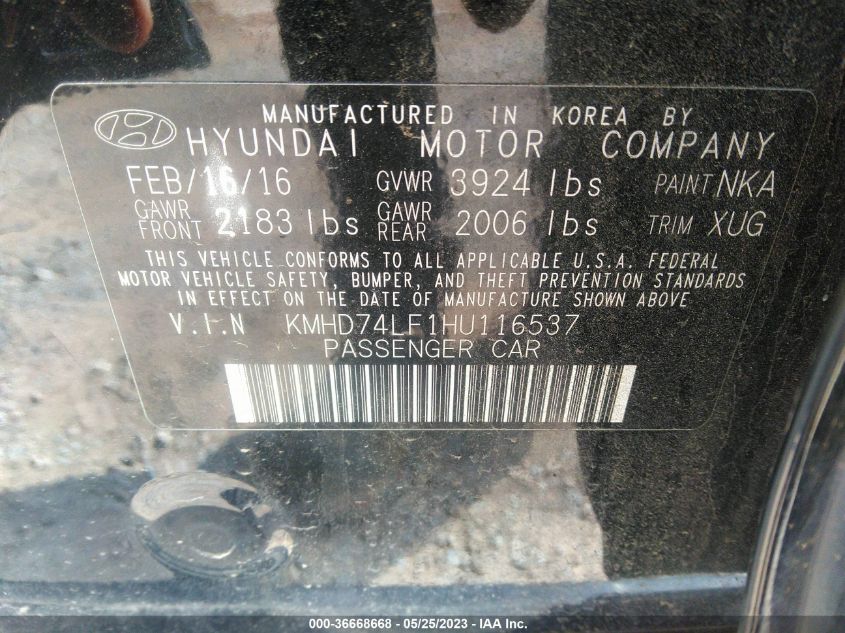 MANUFACTURED IN KOREA BY
HYUNDAI MOTOR COMPANY
FEB/16/16 GVWR 3924 lbs PAINT NKA
GAWR FRONT 2183 lbs GAWR REAR 2006 lbs TRIM XUG
THIS VEHICLE CONFORMS TO ALL APPLICABLE U.S.A. FEDERAL
MOTOR VEHICLE SAFETY, BUMPER, AND THEFT PREVENTION STANDARDS
IN EFFECT ON THE DATE OF MANUFACTURE SHOWN ABOVE
V.I.N KMHD74LF1HU116537
PASSENGER CAR
000-36668668 - 05/25/2023 - IAA Inc.